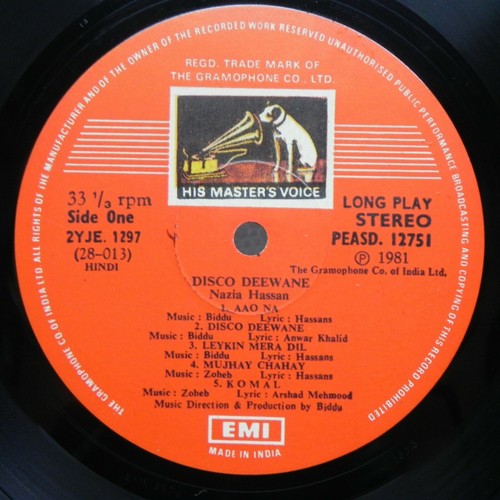 THE GRAMOPHONE CO OF INDIA LTD ALL RIGHTS OF THE MANUFACTURER AND OF THE OWNER OF THE RECORDED WORK RESERVED UNAUTHORISED PUBLIC PERFORMANCE BROADCASTING AND COPYING OF THIS RECORD PROHIBITED
REGD. TRADE MARK OF
THE GRAMOPHONE CO., LTD.
HIS MASTER'S VOICE
33 1/3 rpm
Side One
2YJE. 1297
(28-013)
HINDI
LONG PLAY
STEREO
PEASD. 12751
℗ 1981
The Gramophone Co. of India Ltd.
DISCO DEEWANE
Nazia Hassan
1. AAO NA
Music : Biddu Lyric : Hassans
2. DISCO DEEWANE
Music : Biddu Lyric : Anwar Khalid
3. LEYKIN MERA DIL
Music : Biddu Lyric : Hassans
4. MUJHAY CHAHAY
Music : Zoheb Lyric : Hassans
5. KOMAL
Music : Zoheb Lyric : Arshad Mehmood
Music Direction & Production by Biddu
EMI
MADE IN INDIA